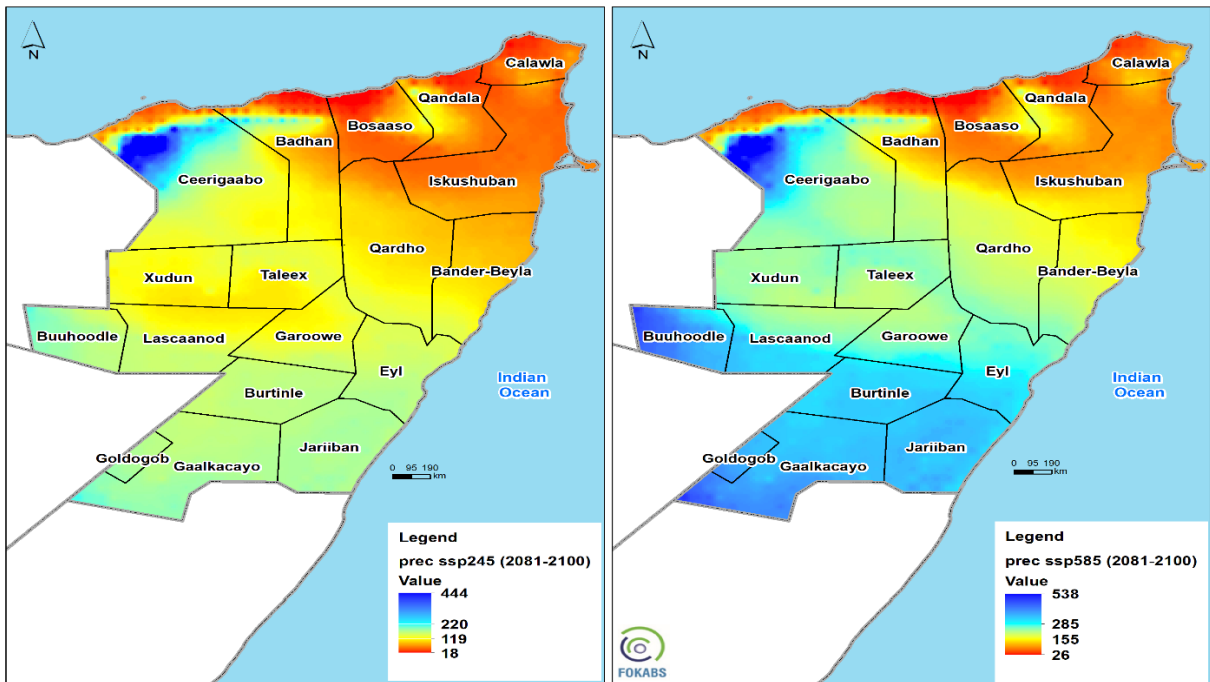 N
Calawla
Qandala
Bosaaso
Badhan
Ceerigaabo
Iskushuban
Qardho
Bander-Beyla
Xudun
Taleex
Buuhoodle
Lascaanod
Garoowe
Eyl
Burtinle
Indian
Ocean
Goldogob
Gaalkacayo
Jariiban
0 95 190
km
Legend
prec ssp245 (2081-2100)
Value
444
220
119
18
N
Calawla
Qandala
Bosaaso
Badhan
Ceerigaabo
Iskushuban
Qardho
Bander-Beyla
Xudun
Taleex
Buuhoodle
Lascaanod
Garoowe
Eyl
Burtinle
Indian
Ocean
Goldogob
Gaalkacayo
Jariiban
0 95 190
km
Legend
prec ssp585 (2081-2100)
Value
538
285
155
26
FOKABS